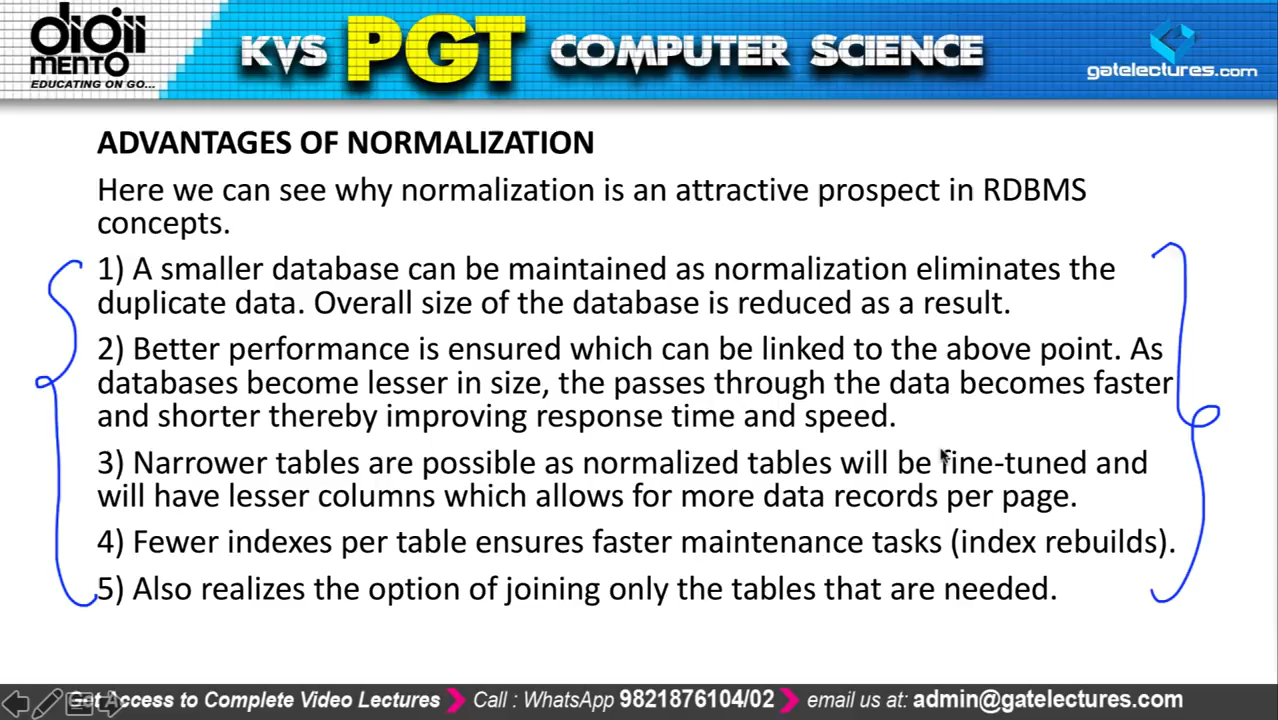 digii
MENTO
EDUCATING ON GO...
KVS PGT COMPUTER SCIENCE
gatelectures.com
ADVANTAGES OF NORMALIZATION
Here we can see why normalization is an attractive prospect in RDBMS
concepts.
1) A smaller database can be maintained as normalization eliminates the
duplicate data. Overall size of the database is reduced as a result.
2) Better performance is ensured which can be linked to the above point. As
databases become lesser in size, the passes through the data becomes faster
and shorter thereby improving response time and speed.
3) Narrower tables are possible as normalized tables will be fine-tuned and
will have lesser columns which allows for more data records per page.
4) Fewer indexes per table ensures faster maintenance tasks (index rebuilds).
5) Also realizes the option of joining only the tables that are needed.
Get Access to Complete Video Lectures Call : WhatsApp 9821876104/02 email us at: admin@gatelectures.com